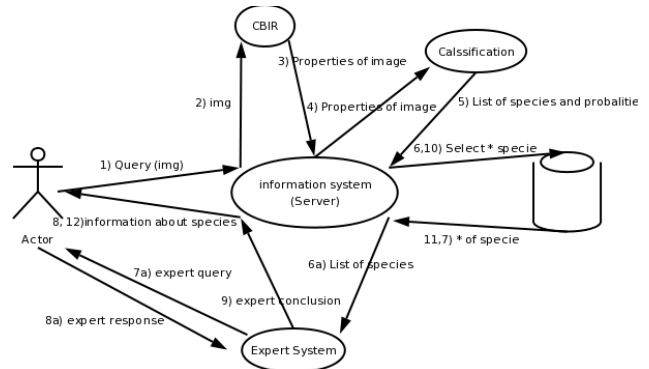 CBIR
Calssification
3) Properties of image
4) Properties of image
2) img
5) List of species and probalitie
1) Query (img)
6,10) Select * specie
information system
(Server)
8, 12)information about species
11,7) * of specie
Actor
6a) List of species
7a) expert query
9) expert conclusion
8a) expert response
Expert System